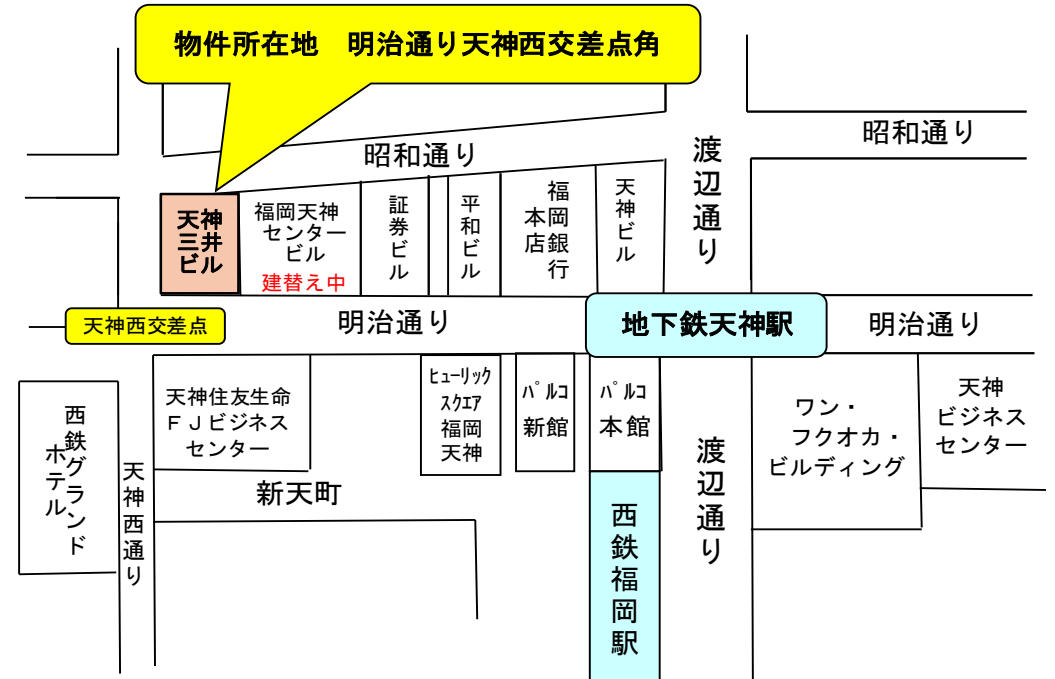 物件所在地　明治通り天神西交差点角
昭和通り
昭和通り
渡辺通り
天神
三井
ビル
福岡天神
センター
ビル
建替え中
証券ビル
平和ビル
福岡銀行
本店
天神ビル
天神西交差点
明治通り
地下鉄天神駅
明治通り
西鉄グランド
ホテル
天神西通り
天神住友生命
ＦＪビジネス
センター
新天町
ﾋｭｰﾘｯｸ
ｽｸｴｱ
福岡
天神
ﾊﾟﾙｺ
新館
ﾊﾟﾙｺ
本館
西鉄福岡駅
渡辺通り
ワン・
フクオカ・
ビルディング
天神
ビジネス
センター